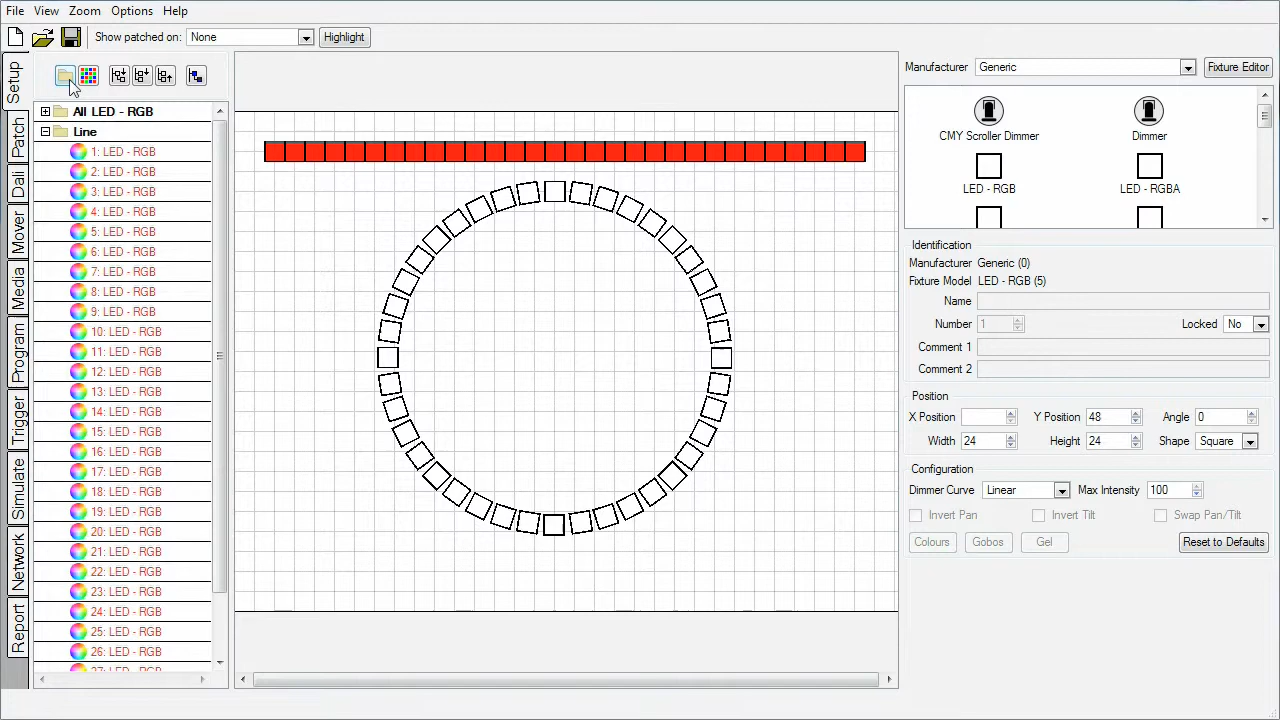 File View Zoom Options Help
Show patched on: None Highlight
Setup
Patch
Dali
Mover
Media
Program
Trigger
Simulate
Network
Report
All LED - RGB
Line
1: LED - RGB
2: LED - RGB
3: LED - RGB
4: LED - RGB
5: LED - RGB
6: LED - RGB
7: LED - RGB
8: LED - RGB
9: LED - RGB
10: LED - RGB
11: LED - RGB
12: LED - RGB
13: LED - RGB
14: LED - RGB
15: LED - RGB
16: LED - RGB
17: LED - RGB
18: LED - RGB
19: LED - RGB
20: LED - RGB
21: LED - RGB
22: LED - RGB
23: LED - RGB
24: LED - RGB
25: LED - RGB
26: LED - RGB
27: LED - RGB
Manufacturer Generic Fixture Editor
CMY Scroller Dimmer Dimmer
LED - RGB LED - RGBA
Identification
Manufacturer Generic (0)
Fixture Model LED - RGB (5)
Name
Number 1 Locked No
Comment 1
Comment 2
Position
X Position Y Position 48 Angle 0
Width 24 Height 24 Shape Square
Configuration
Dimmer Curve Linear Max Intensity 100
Invert Pan Invert Tilt Swap Pan/Tilt
Colours Gobos Gel Reset to Defaults